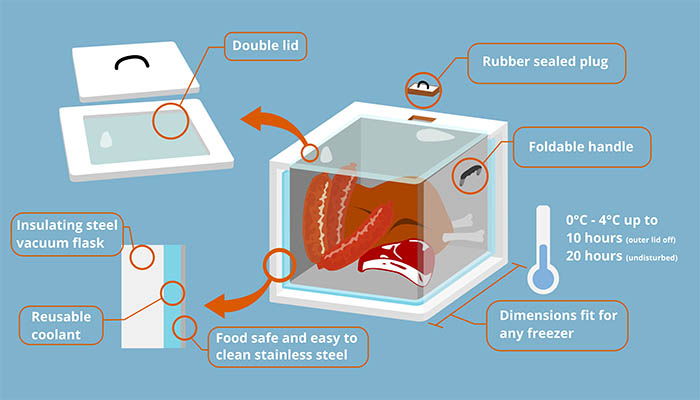 Double lid
Rubber sealed plug
Foldable handle
0°C - 4°C up to
10 hours (outer lid off)
20 hours (undisturbed)
Insulating steel
vacuum flask
Reusable
coolant
Food safe and easy to
clean stainless steel
Dimensions fit for
any freezer